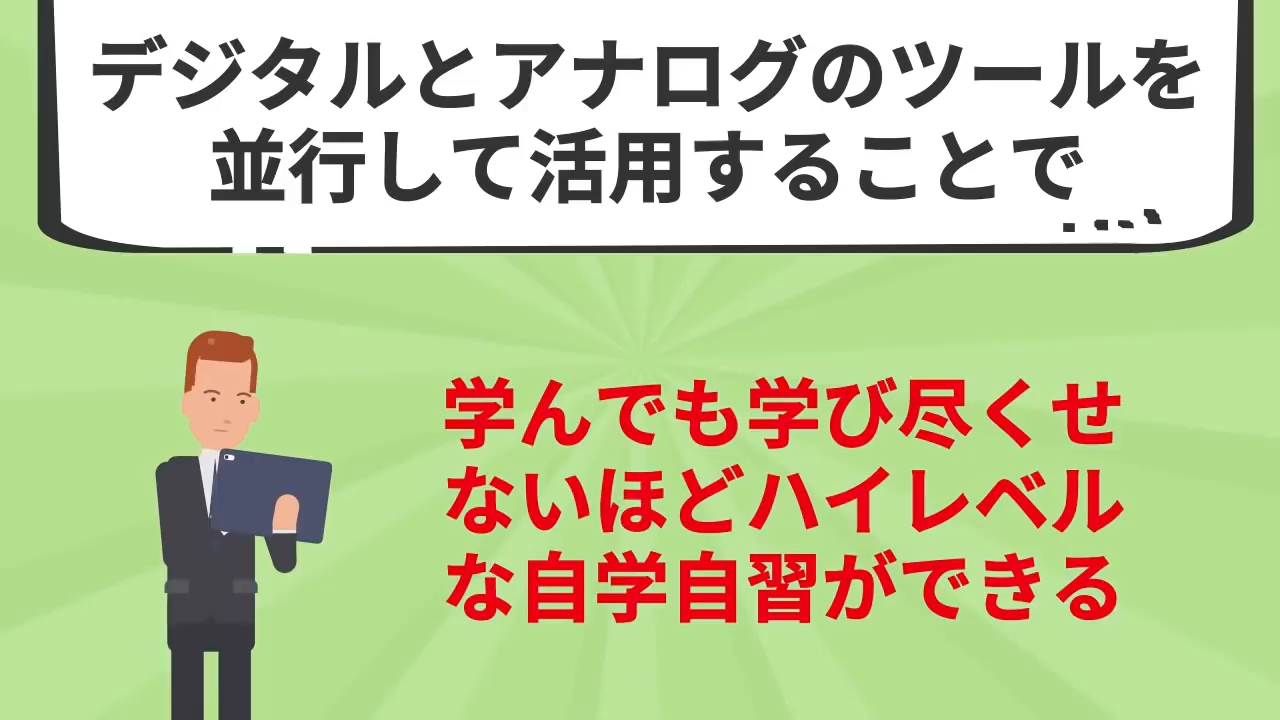 デジタルとアナログのツールを
並行して活用することで
学んでも学び尽くせ
ないほどハイレベル
な自学自習ができる